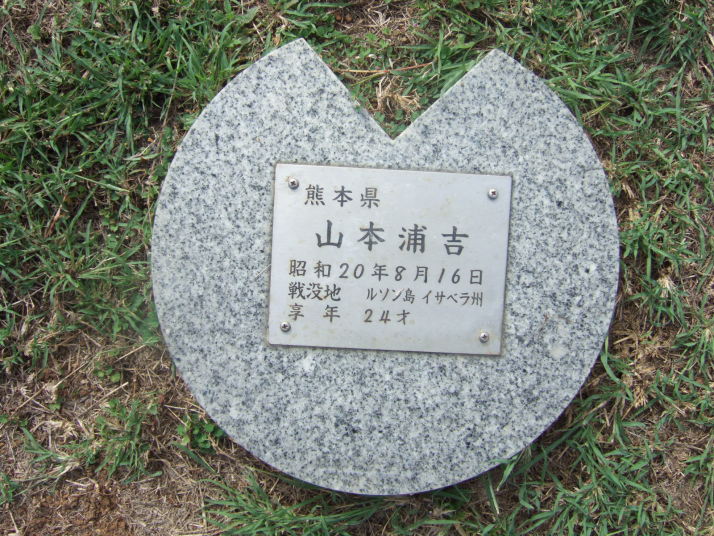 熊本県
山本浦吉
昭和20年8月16日
戦没地 ルソン島 イサベラ州
享年 24才